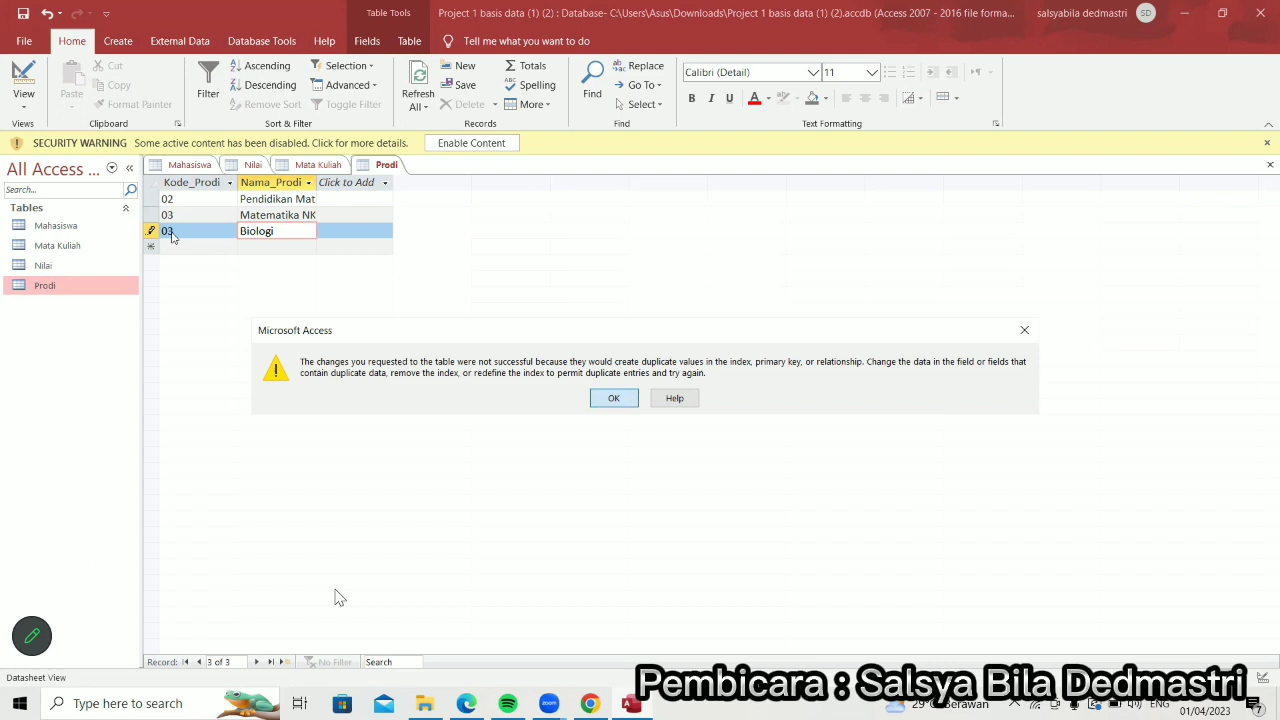 Table Tools
Project 1 basis data (1) (2) : Database- C:\Users\Asus\Downloads\Project 1 basis data (1) (2).accdb (Access 2007 - 2016 file forma...
salsyabila dedmastri SD
File Home Create External Data Database Tools Help Fields Table Tell me what you want to do
View
Views
Paste
Cut
Copy
Format Painter
Clipboard
Filter
Ascending
Descending
Remove Sort
Selection
Advanced
Toggle Filter
Sort & Filter
Refresh
All
New
Save
Delete
Totals
Spelling
More
Records
Find
Replace
Go To
Select
Find
Calibri (Detail) 11
B I U A
Text Formatting
SECURITY WARNING Some active content has been disabled. Click for more details. Enable Content
All Access ...
Search...
Tables
Mahasiswa
Mata Kuliah
Nilai
Prodi
Mahasiswa Nilai Mata Kuliah Prodi
Kode_Prodi Nama_Prodi Click to Add
02 Pendidikan Mat
03 Matematika NK
03 Biologi
Microsoft Access
The changes you requested to the table were not successful because they would create duplicate values in the index, primary key, or relationship. Change the data in the field or fields that
contain duplicate data, remove the index, or redefine the index to permit duplicate entries and try again.
OK Help
Record: 3 of 3 No Filter Search
Datasheet View
Pembicara : Salsya Bila Dedmastri
Type here to search
zoom
29°C Berawan
ENG
01/04/2023
7